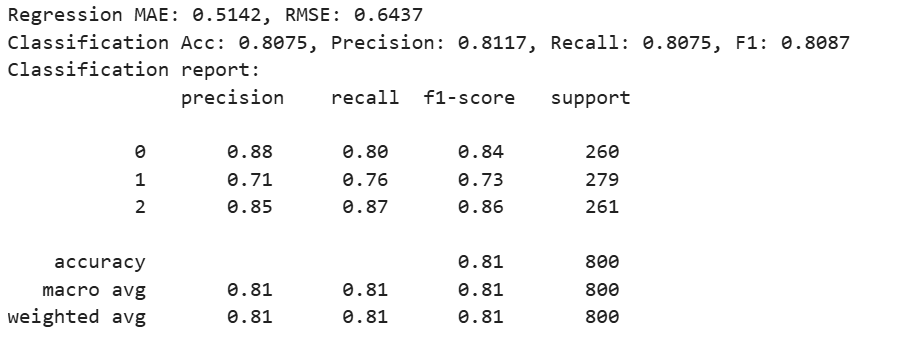 Regression MAE: 0.5142, RMSE: 0.6437
Classification Acc: 0.8075, Precision: 0.8117, Recall: 0.8075, F1: 0.8087
Classification report:
precision recall f1-score support
0 0.88 0.80 0.84 260
1 0.71 0.76 0.73 279
2 0.85 0.87 0.86 261
accuracy 0.81 800
macro avg 0.81 0.81 0.81 800
weighted avg 0.81 0.81 0.81 800